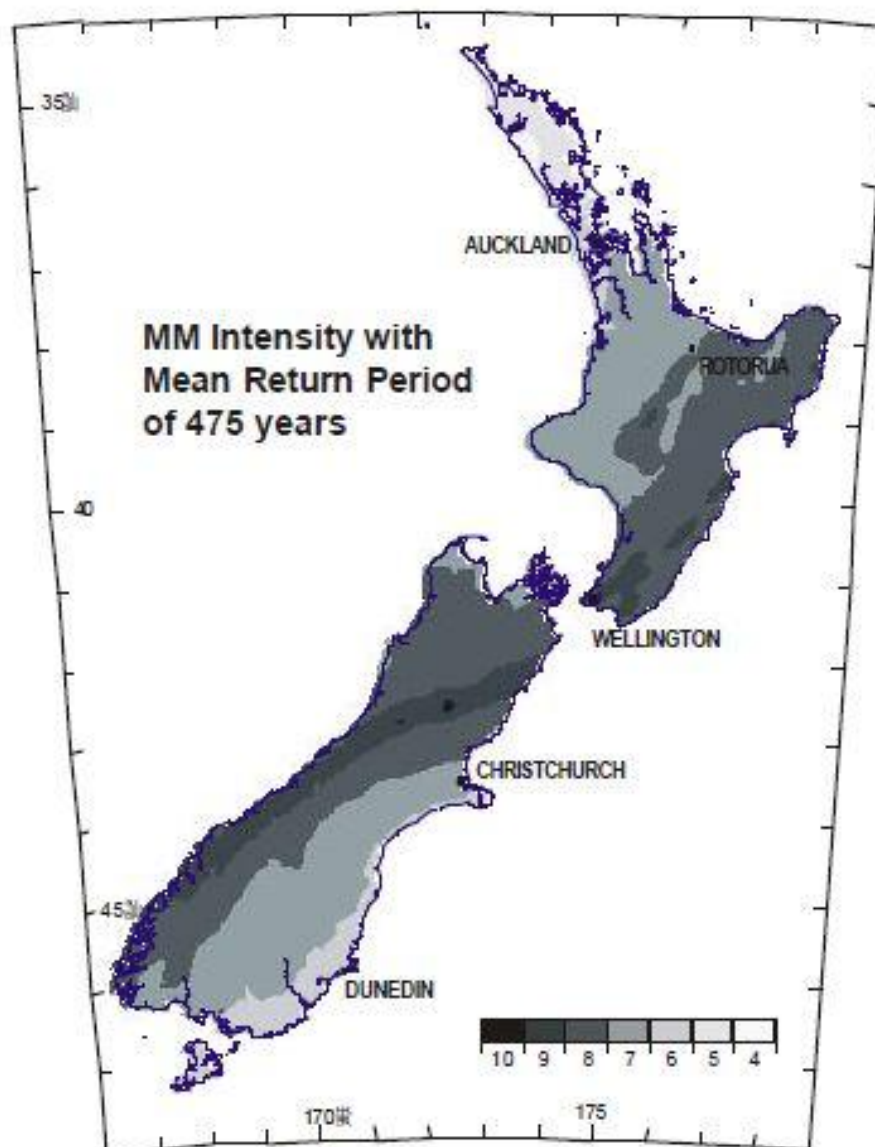 35
AUCKLAND
MM Intensity with
Mean Return Period
of 475 years
ROTORUA
40
WELLINGTON
CHRISTCHURCH
45
DUNEDIN
10 9 8 7 6 5 4
170 175